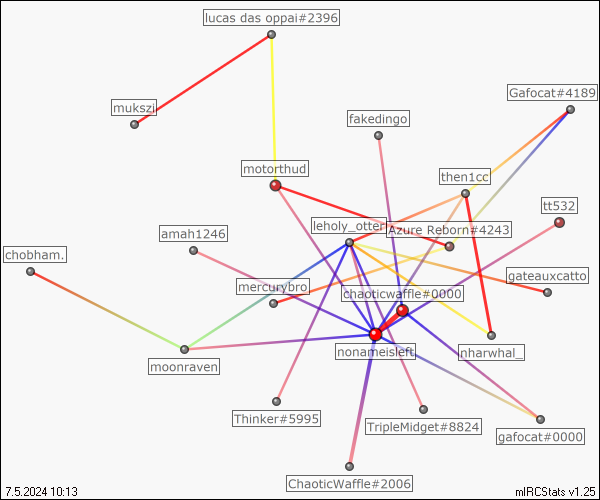 lucas das oppai#2396
Gafocat#4189
mukszi
fakedingo
motorthud
then1cc
tt532
leholy_otter
Azure Reborn#4243
amah1246
chobham.
gateauxcatto
mercurybro
chaoticwaffle#0000
nonameisleft
nharwhal_
moonraven
Thinker#5995
TripleMidget#8824
gafocat#0000
ChaoticWaffle#2006
7.5.2024 10:13
mIRCStats v1.25